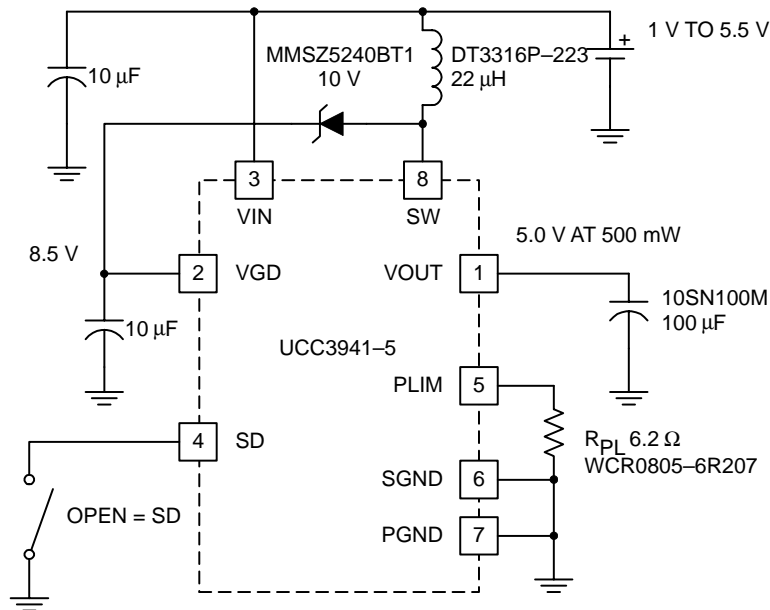 1 V TO 5.5 V
+
MMSZ5240BT1
10 V
DT3316P–223
22 μH
10 μF
3
VIN
8
SW
8.5 V
5.0 V AT 500 mW
2
VGD
VOUT
1
10SN100M
100 μF
10 μF
UCC3941–5
PLIM
5
4
SD
RPL 6.2 Ω
WCR0805–6R207
SGND
6
OPEN = SD
PGND
7